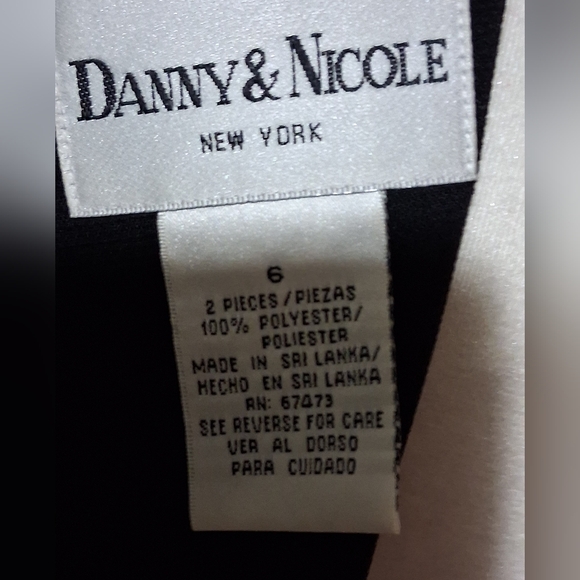 DANNY & NICOLE
NEW YORK
6
2 PIECES/PIEZAS
100% POLYESTER/
POLIESTER
MADE IN SRI LANKA/
HECHO EN SRI LANKA
RN: 67473
SEE REVERSE FOR CARE
VER AL DORSO
PARA CUIDADO